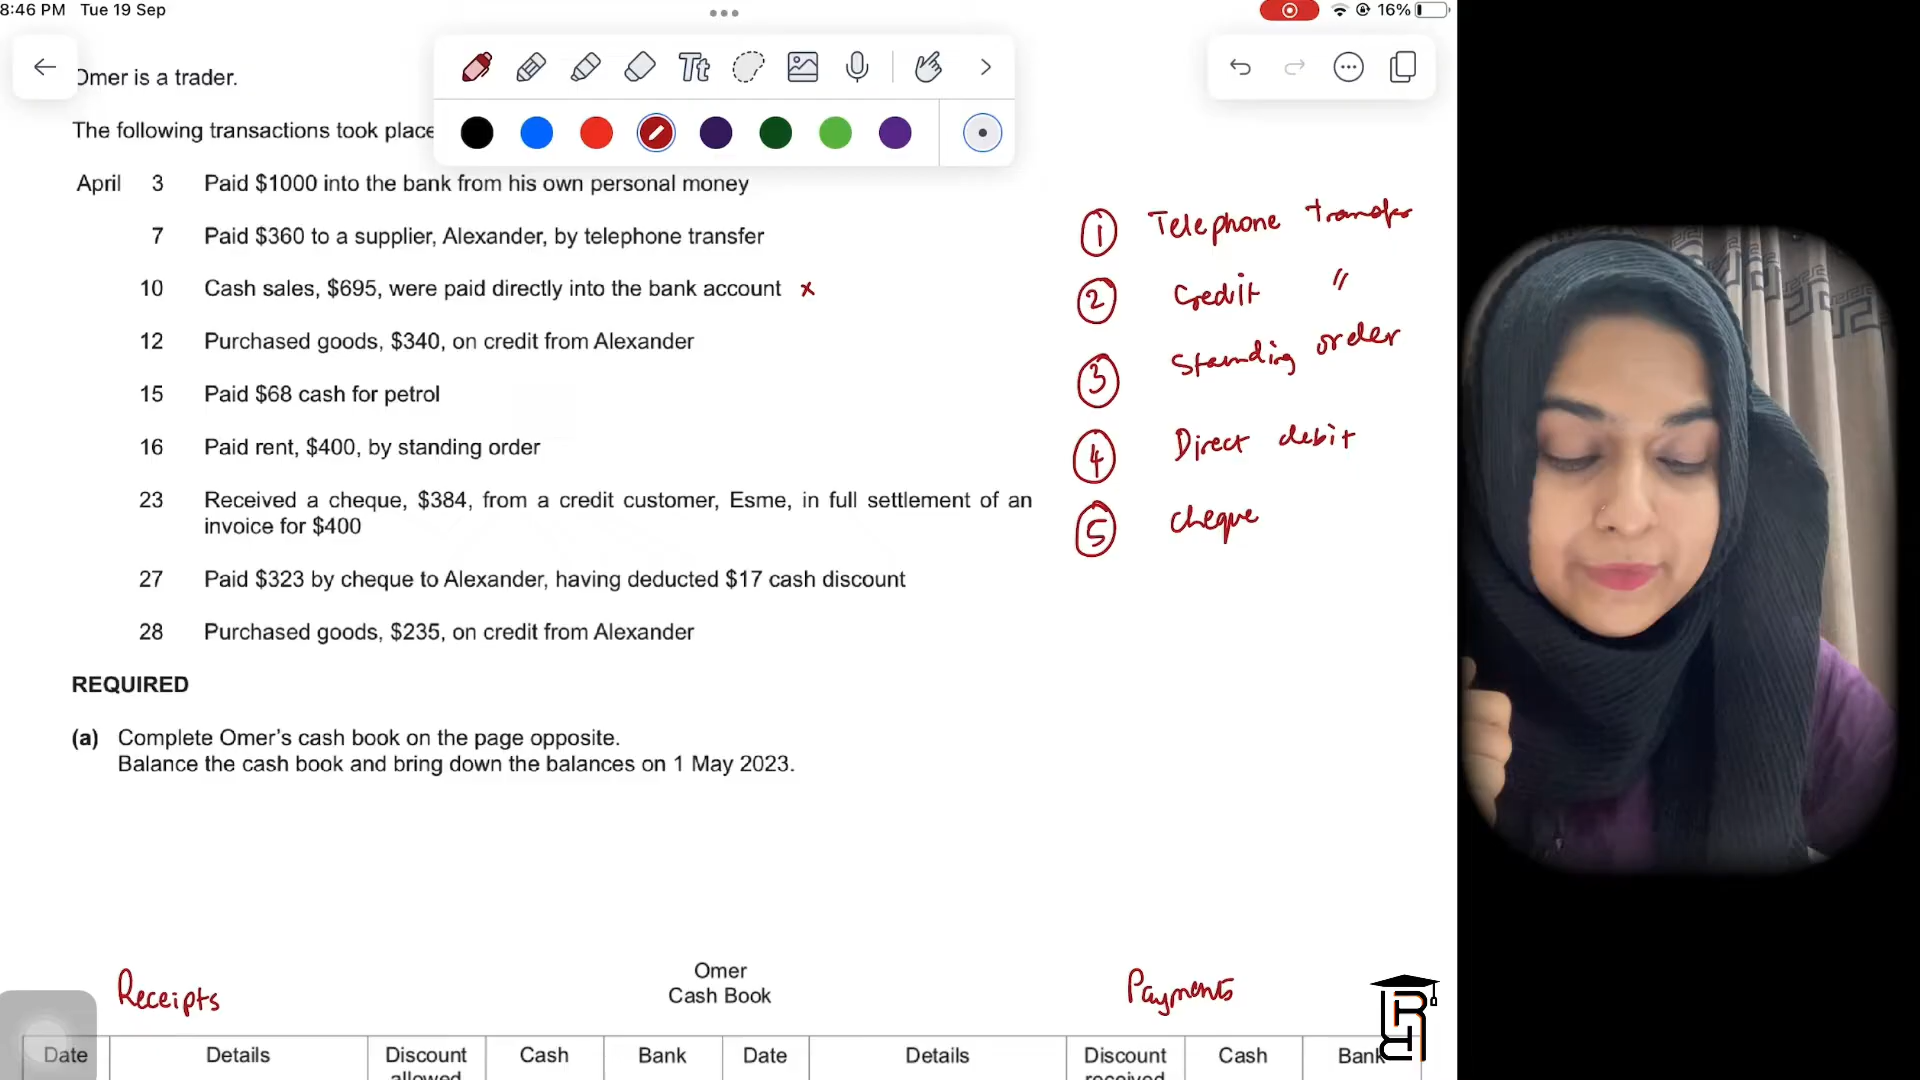 8:46 PM Tue 19 Sep
16%
Omer is a trader.
Tt
The following transactions took place
April 3 Paid $1000 into the bank from his own personal money
7 Paid $360 to a supplier, Alexander, by telephone transfer
10 Cash sales, $695, were paid directly into the bank account x
12 Purchased goods, $340, on credit from Alexander
15 Paid $68 cash for petrol
16 Paid rent, $400, by standing order
23 Received a cheque, $384, from a credit customer, Esme, in full settlement of an
invoice for $400
27 Paid $323 by cheque to Alexander, having deducted $17 cash discount
28 Purchased goods, $235, on credit from Alexander
1 Telephone transfer
2 Credit "
3 Standing order
4 Direct debit
5 cheque
REQUIRED
(a) Complete Omer's cash book on the page opposite.
Balance the cash book and bring down the balances on 1 May 2023.
Receipts
Omer
Cash Book
Payments
Date Details Discount allowed Cash Bank Date Details Discount received Cash Bank